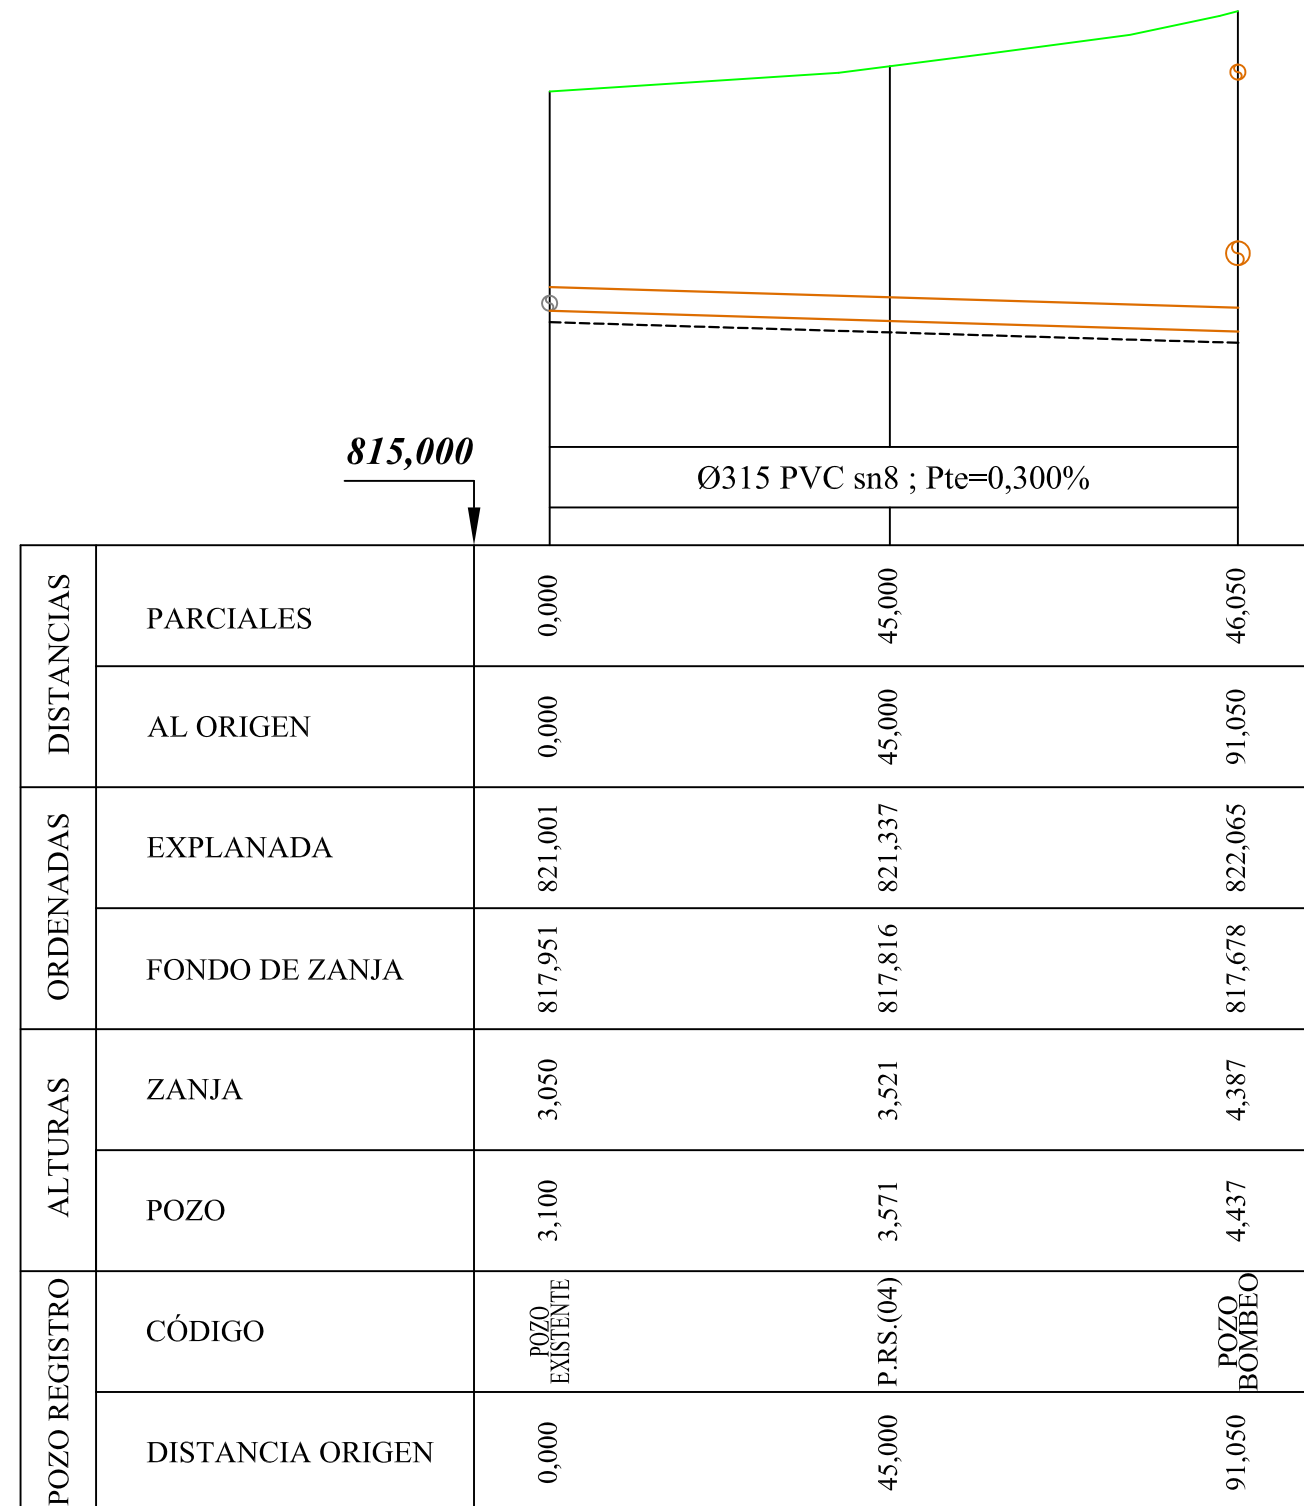 815,000
Ø315 PVC sn8 ; Pte=0,300%
DISTANCIAS
PARCIALES
0,000
45,000
46,050
AL ORIGEN
0,000
45,000
91,050
ORDENADAS
EXPLANADA
821,001
821,337
822,065
FONDO DE ZANJA
817,951
817,816
817,678
ALTURAS
ZANJA
3,050
3,521
4,387
POZO
3,100
3,571
4,437
POZO REGISTRO
CÓDIGO
POZO
EXISTENTE
P.RS.(04)
POZO
BOMBEO
DISTANCIA ORIGEN
0,000
45,000
91,050